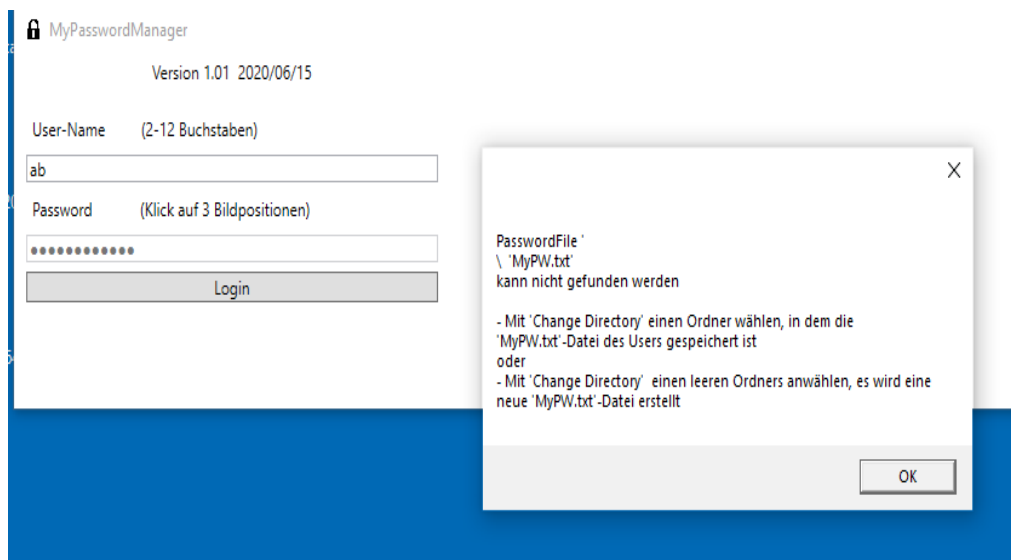 MyPasswordManager
Version 1.01 2020/06/15
User-Name (2-12 Buchstaben)
ab
Password (Klick auf 3 Bildpositionen)
●●●●●●●●●●●●
Login
PasswordFile '
\ 'MyPW.txt'
kann nicht gefunden werden
- Mit 'Change Directory' einen Ordner wählen, in dem die
'MyPW.txt'-Datei des Users gespeichert ist
oder
- Mit 'Change Directory' einen leeren Ordners anwählen, es wird eine
neue 'MyPW.txt'-Datei erstellt
OK